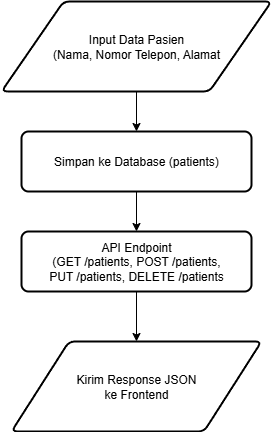 Input Data Pasien
(Nama, Nomor Telepon, Alamat
Simpan ke Database (patients)
API Endpoint
(GET /patients, POST /patients,
PUT /patients, DELETE /patients
Kirim Response JSON
ke Frontend